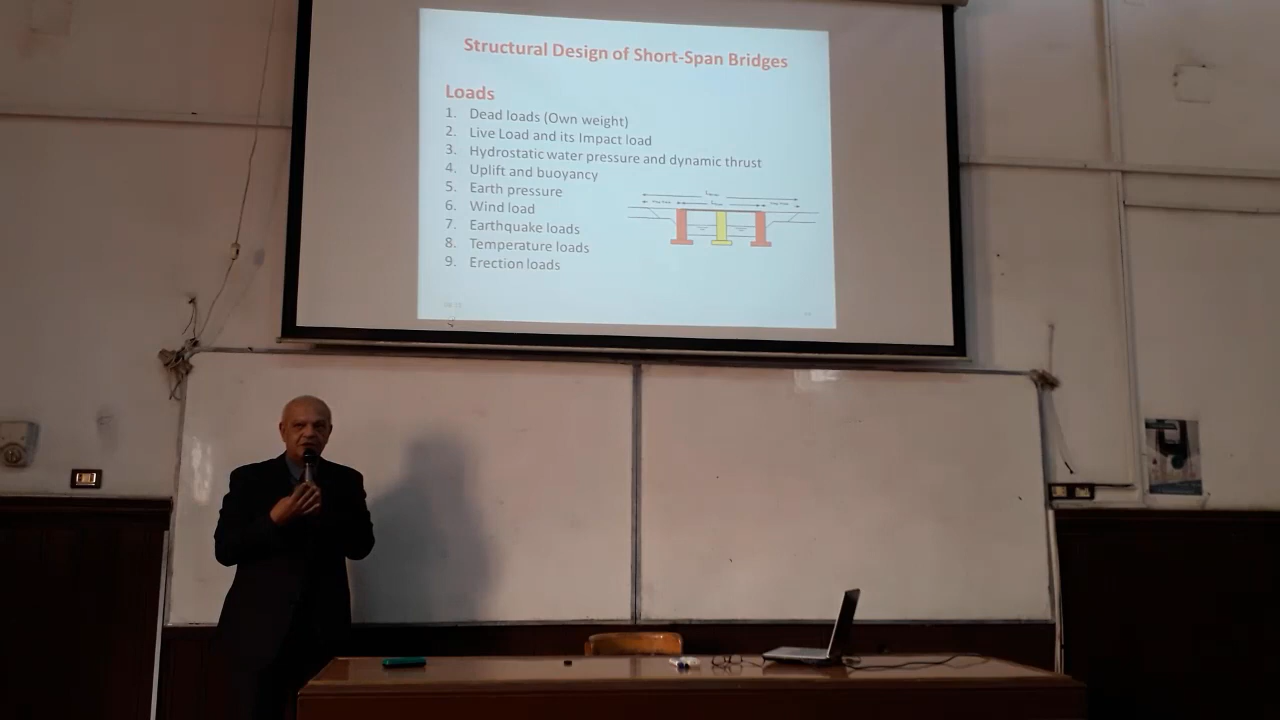 Structural Design of Short-Span Bridges
Loads
1. Dead loads (Own weight)
2. Live Load and its Impact load
3. Hydrostatic water pressure and dynamic thrust
4. Uplift and buoyancy
5. Earth pressure
6. Wind load
7. Earthquake loads
8. Temperature loads
9. Erection loads